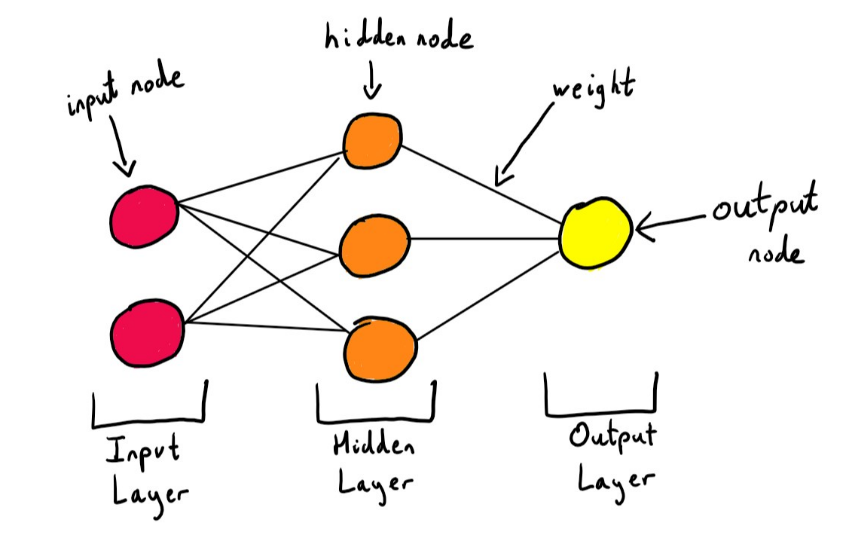 hidden node
input node
weight
output
node
Input
Layer
Hidden
Layer
Output
Layer